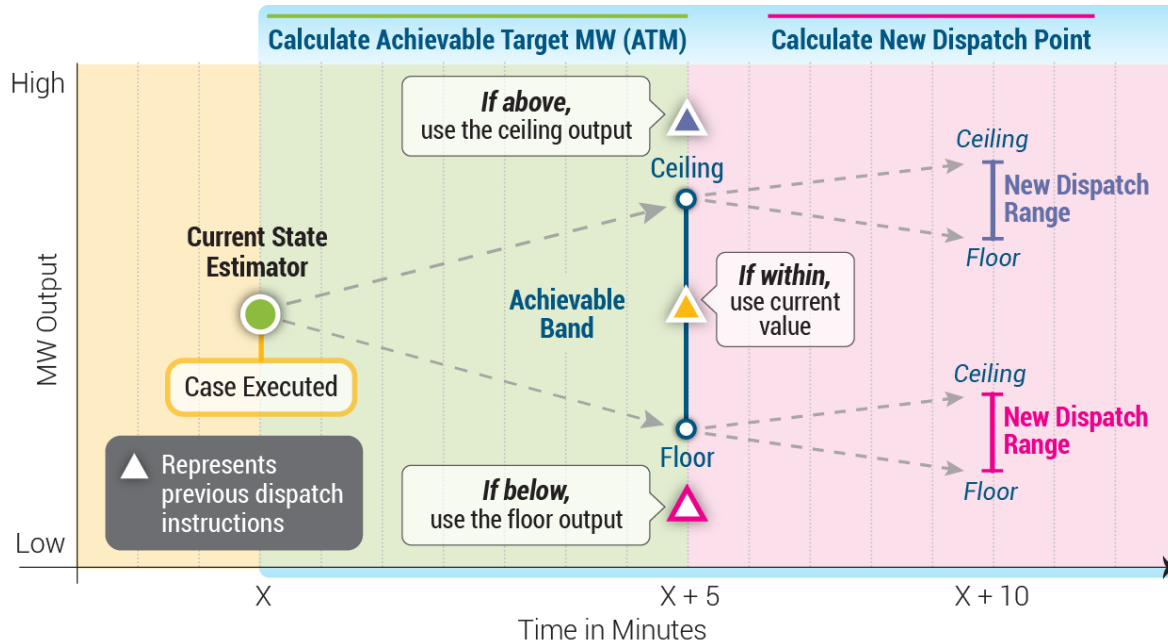 Calculate Achievable Target MW (ATM)
Calculate New Dispatch Point
High
If above,
use the ceiling output
Ceiling
Ceiling
New Dispatch
Range
Floor
Current State
Estimator
MW Output
Achievable
Band
If within,
use current
value
Case Executed
Ceiling
New Dispatch
Range
Floor
Floor
Represents
previous dispatch
instructions
If below,
use the floor output
Low
X
X + 5
X + 10
Time in Minutes